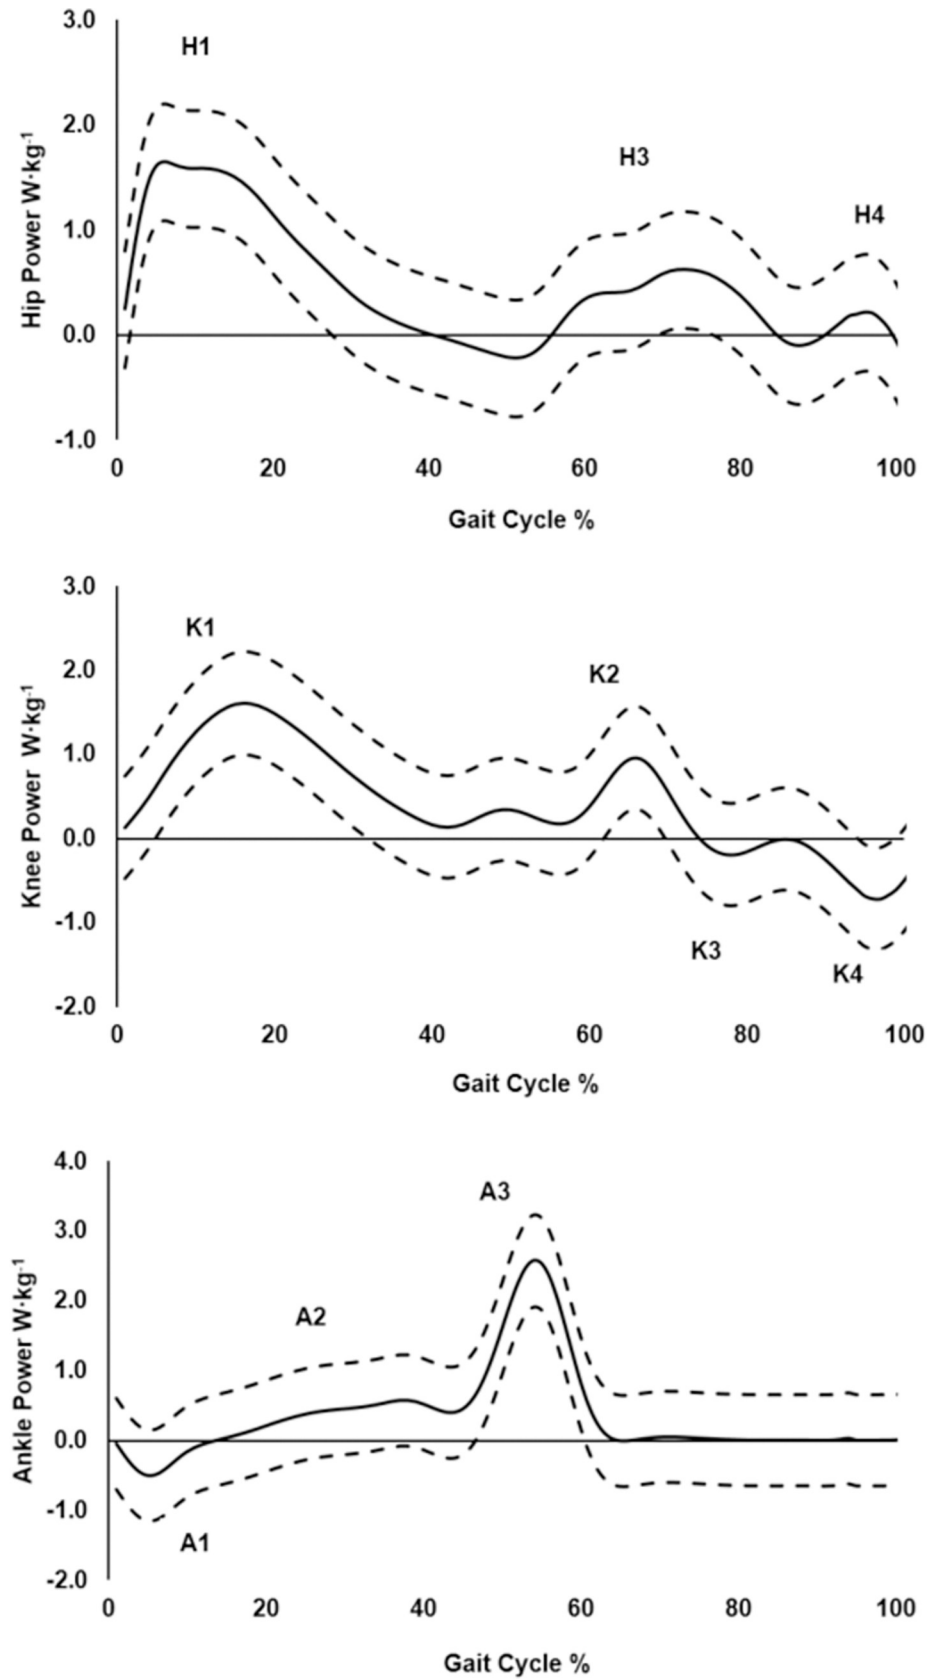 3.0
H1
2.0
H3
1.0
H4
0.0
-1.0
Hip Power W·kg-1
0 20 40 60 80 100
Gait Cycle %
3.0
K1
2.0
K2
1.0
0.0
-1.0
K3
K4
-2.0
Knee Power W·kg-1
0 20 40 60 80 100
Gait Cycle %
4.0
A3
3.0
2.0
A2
1.0
0.0
-1.0
A1
-2.0
Ankle Power W·kg-1
0 20 40 60 80 100
Gait Cycle %